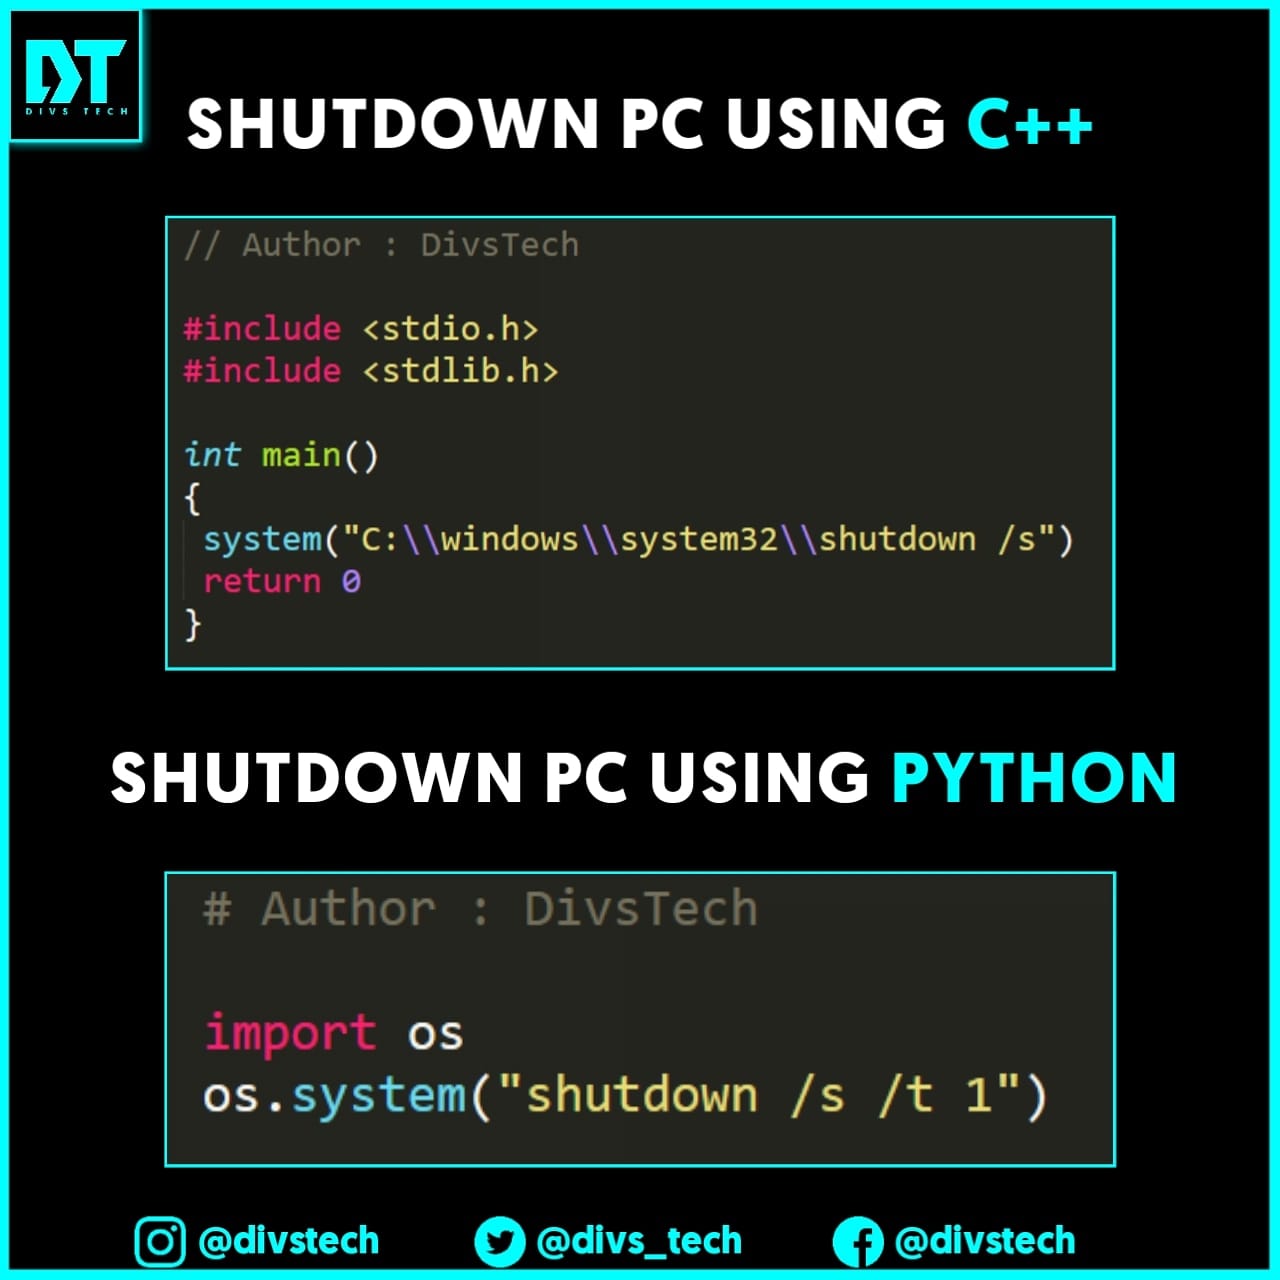 DT
DIVS TECH
SHUTDOWN PC USING C++
// Author : DivsTech
#include <stdio.h>
#include <stdlib.h>
int main()
{
system("C:\\windows\\system32\\shutdown /s")
return 0
}
SHUTDOWN PC USING PYTHON
# Author : DivsTech
import os
os.system("shutdown /s /t 1")
@divstech @divs_tech @divstech